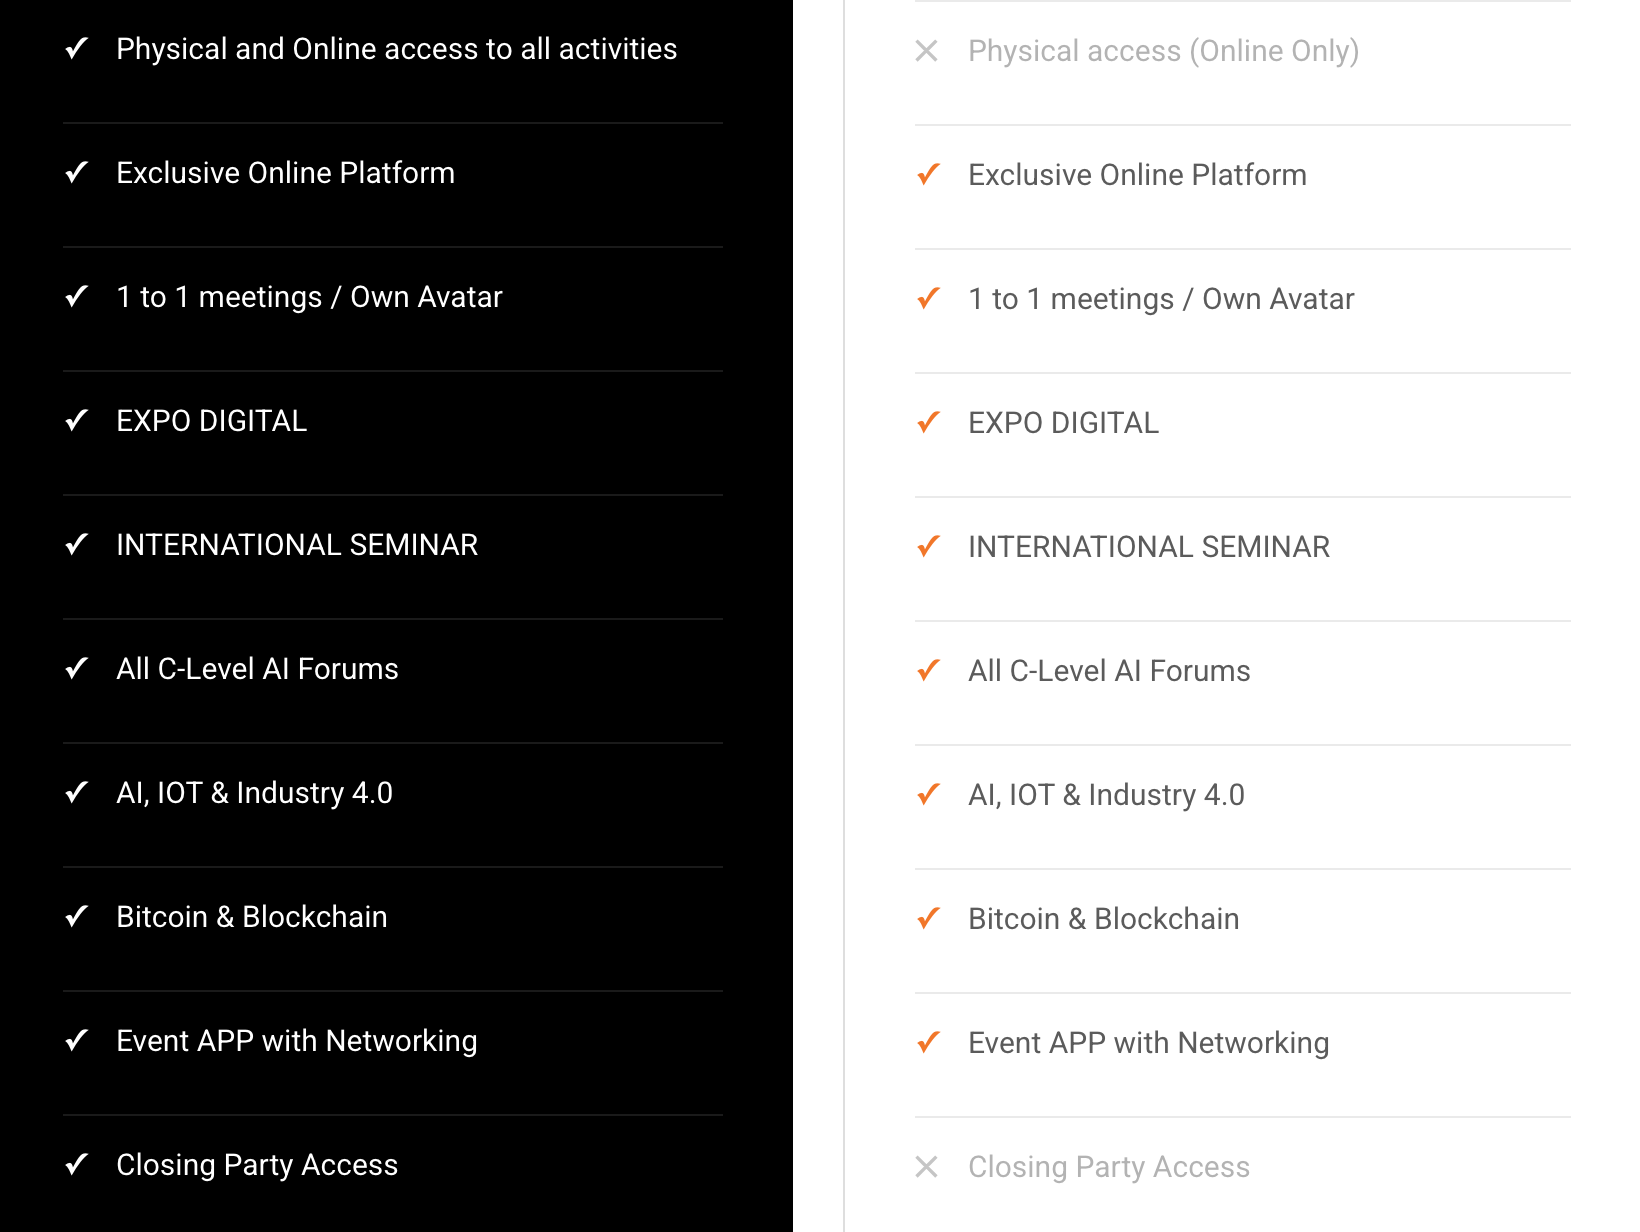 Physical and Online access to all activities
Exclusive Online Platform
1 to 1 meetings / Own Avatar
EXPO DIGITAL
INTERNATIONAL SEMINAR
All C-Level AI Forums
AI, IOT & Industry 4.0
Bitcoin & Blockchain
Event APP with Networking
Closing Party Access
Physical access (Online Only)
Exclusive Online Platform
1 to 1 meetings / Own Avatar
EXPO DIGITAL
INTERNATIONAL SEMINAR
All C-Level AI Forums
AI, IOT & Industry 4.0
Bitcoin & Blockchain
Event APP with Networking
Closing Party Access